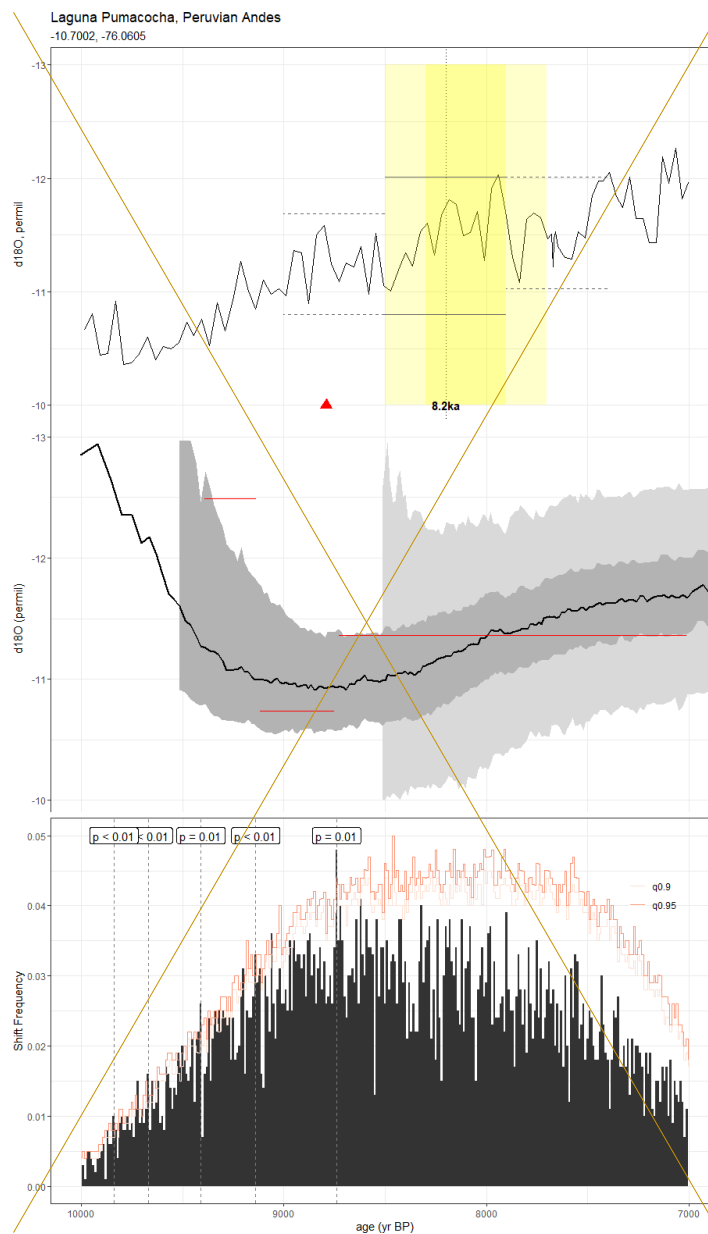 Laguna Pumacocha, Peruvian Andes
-10.7002, -76.0605
-13
-12
-11
-10
d18O, permil
8.2ka
-13
-12
-11
-10
d18O (permil)
p < 0.01
< 0.01
p = 0.01
p < 0.01
p = 0.01
0.05
0.04
0.03
0.02
0.01
0.00
Shift Frequency
q0.9
q0.95
10000 9000 8000 7000
age (yr BP)